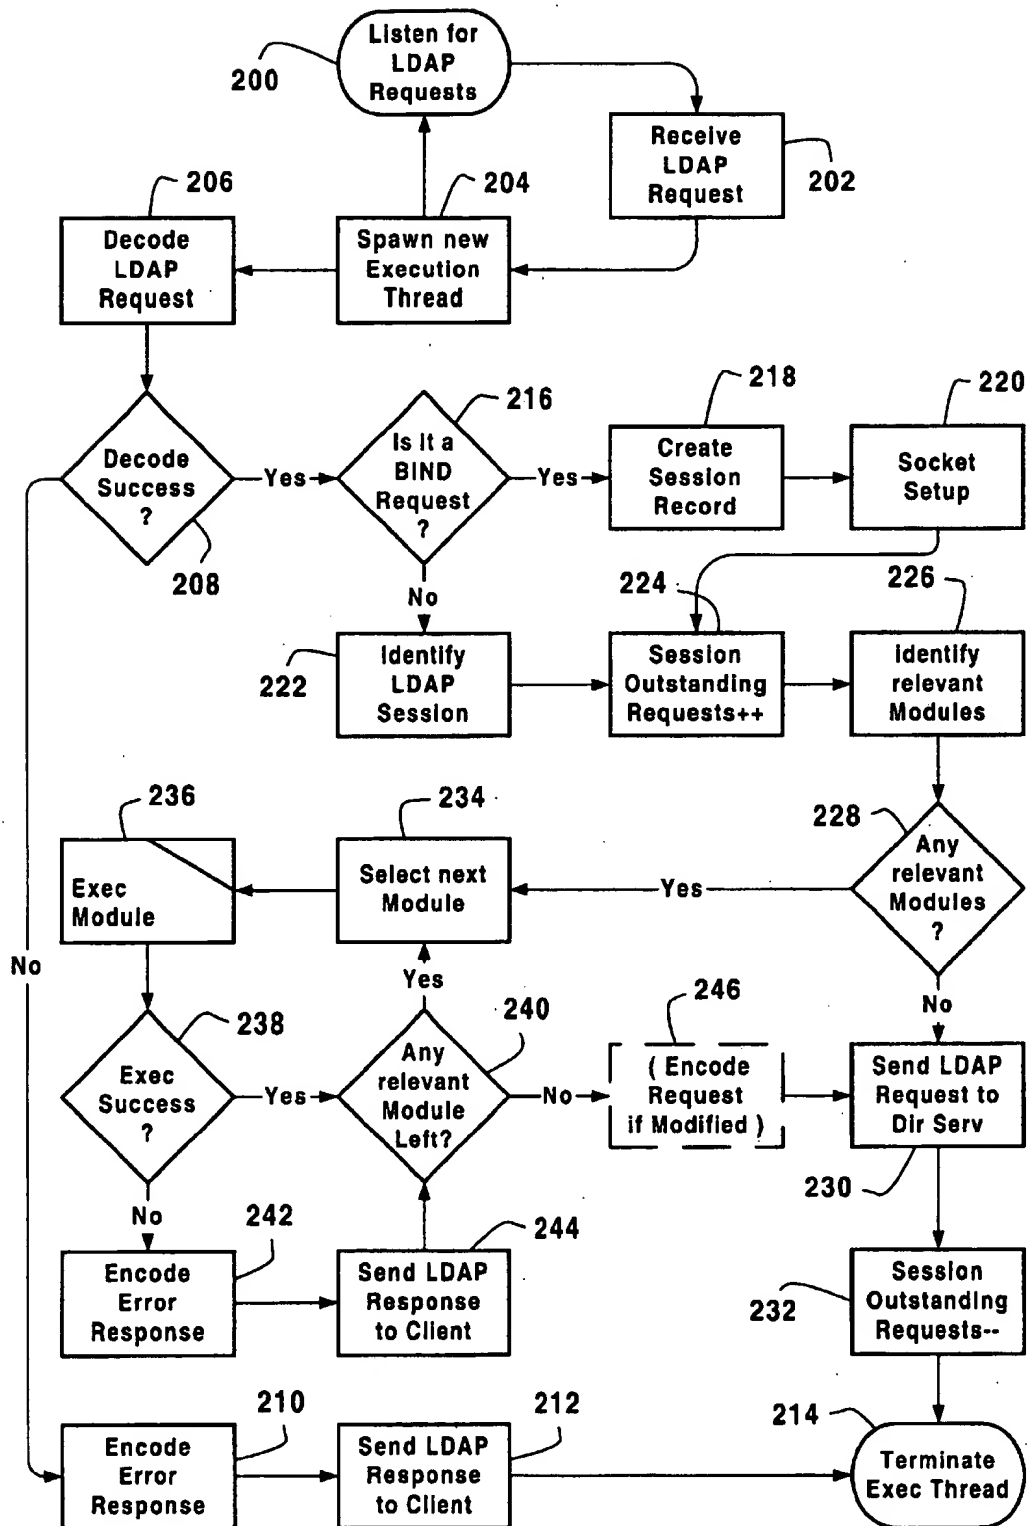 Listen for
LDAP
Requests
200
Receive
LDAP
Request
202
206
204
Decode
LDAP
Request
Spawn new
Execution
Thread
216
218
220
Decode
Success
?
208
Yes
Is it a
BIND
Request
?
Yes
Create
Session
Record
Socket
Setup
No
224
226
222
Identify
LDAP
Session
Session
Outstanding
Requests++
identify
relevant
Modules
236
234
228
Exec
Module
Select next
Module
Yes
Any
relevant
Modules
?
No
Yes
No
238
240
246
Exec
Success
?
Yes
Any
relevant
Module
Left?
No
( Encode
Request
if Modified )
Send LDAP
Request to
Dir Serv
230
No
242
244
Encode
Error
Response
Send LDAP
Response
to Client
232
Session
Outstanding
Requests--
210
212
214
Encode
Error
Response
Send LDAP
Response
to Client
Terminate
Exec Thread